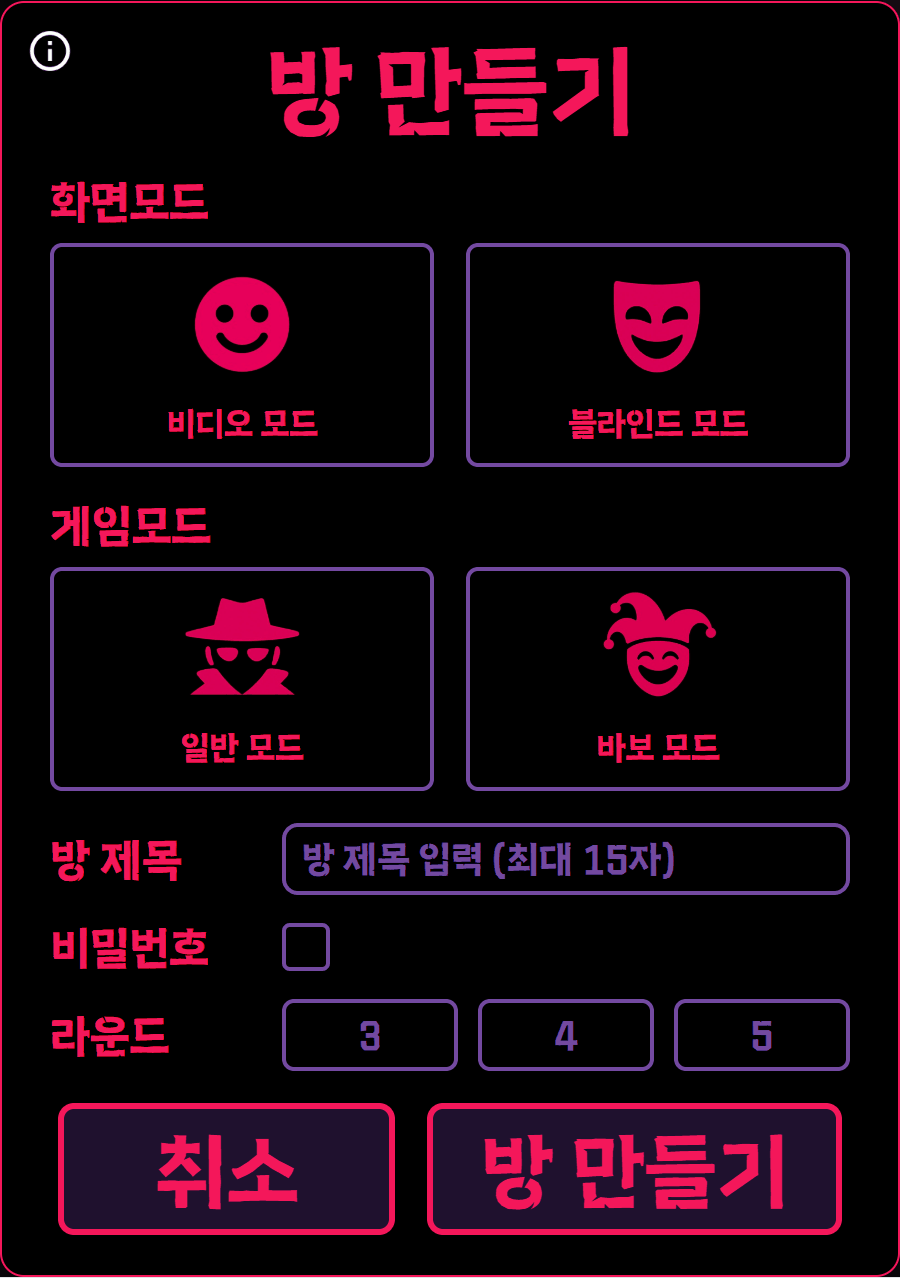 방 만들기
화면모드
비디오 모드
블라인드 모드
게임모드
일반 모드
바보 모드
방 제목
방 제목 입력 (최대 15자)
비밀번호
라운드
3
4
5
취소
방 만들기